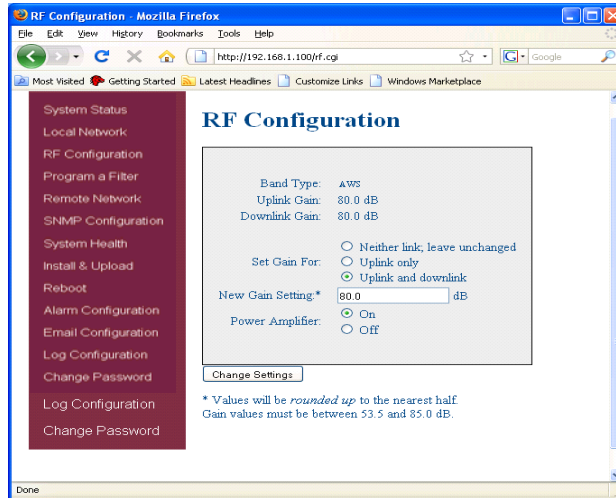 RF Configuration - Mozilla Firefox
File Edit View History Bookmarks Tools Help
http://192.168.1.100/rf.cgi
G Google
Most Visited Getting Started Latest Headlines Customize Links Windows Marketplace
System Status
Local Network
RF Configuration
Program a Filter
Remote Network
SNMP Configuration
System Health
Install & Upload
Reboot
Alarm Configuration
Email Configuration
Log Configuration
Change Password
Log Configuration
Change Password
RF Configuration
Band Type: AWS
Uplink Gain: 80.0 dB
Downlink Gain: 80.0 dB
Set Gain For:
Neither link; leave unchanged
Uplink only
Uplink and downlink
New Gain Setting:* 80.0 dB
Power Amplifier:
On
Off
Change Settings
* Values will be rounded up to the nearest half.
Gain values must be between 53.5 and 85.0 dB.
Done